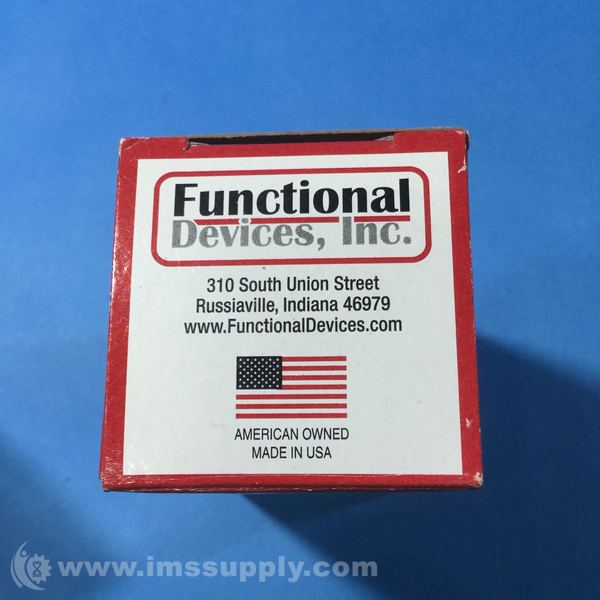 Functional
Devices, Inc.
310 South Union Street
Russiaville, Indiana 46979
www.FunctionalDevices.com
AMERICAN OWNED
MADE IN USA
www.imssupply.com